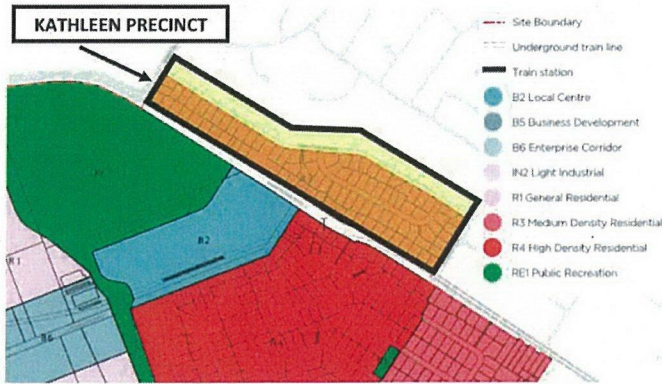 KATHLEEN PRECINCT
Site Boundary
Underground train line
Train station
B2 Local Centre
B5 Business Development
B6 Enterprise Corridor
IN2 Light Industrial
R1 General Residential
R3 Medium Density Residential
R4 High Density Residential
RE1 Public Recreation
B2
R1
B6